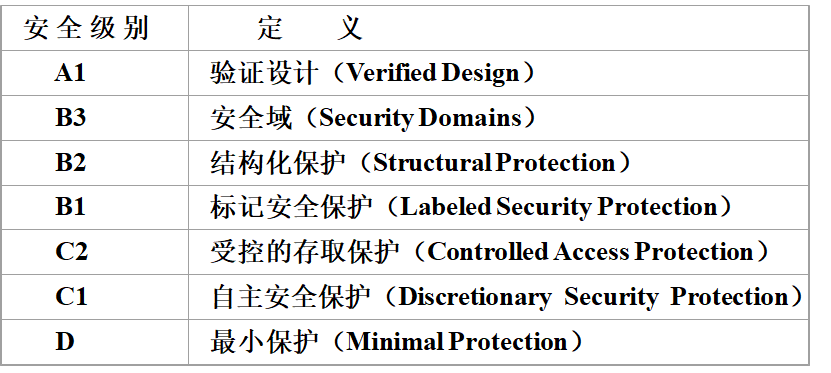 安全级别 定义
A1 验证设计（Verified Design）
B3 安全域（Security Domains）
B2 结构化保护（Structural Protection）
B1 标记安全保护（Labeled Security Protection）
C2 受控的存取保护（Controlled Access Protection）
C1 自主安全保护（Discretionary Security Protection）
D 最小保护（Minimal Protection）